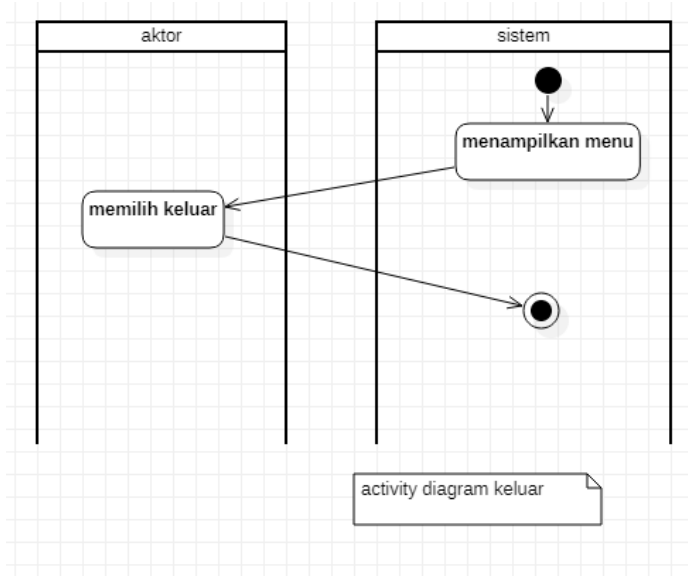 aktor
sistem
menampilkan menu
memilih keluar
activity diagram keluar